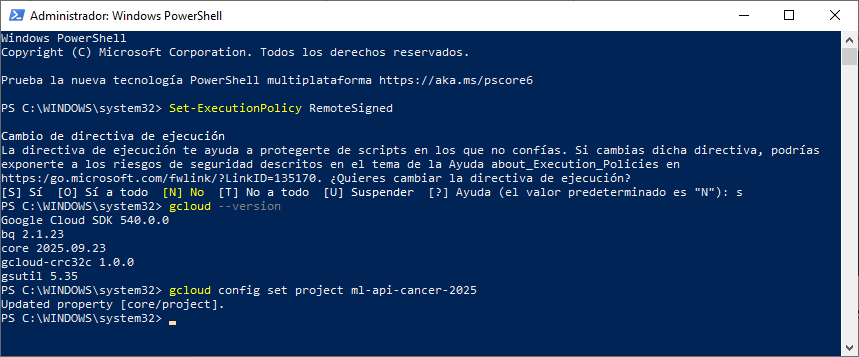 Administrador: Windows PowerShell
Windows PowerShell
Copyright (C) Microsoft Corporation. Todos los derechos reservados.
Prueba la nueva tecnología PowerShell multiplataforma https://aka.ms/pscore6
PS C:\WINDOWS\system32> Set-ExecutionPolicy RemoteSigned
Cambio de directiva de ejecución
La directiva de ejecución te ayuda a protegerte de scripts en los que no confías. Si cambias dicha directiva, podrías
exponerte a los riesgos de seguridad descritos en el tema de la Ayuda about_Execution_Policies en
https:/go.microsoft.com/fwlink/?LinkID=135170. ¿Quieres cambiar la directiva de ejecución?
[S] Sí  [O] Sí a todo  [N] No  [T] No a todo  [U] Suspender  [?] Ayuda (el valor predeterminado es "N"): s
PS C:\WINDOWS\system32> gcloud --version
Google Cloud SDK 540.0.0
bq 2.1.23
core 2025.09.23
gcloud-crc32c 1.0.0
gsutil 5.35
PS C:\WINDOWS\system32> gcloud config set project ml-api-cancer-2025
Updated property [core/project].
PS C:\WINDOWS\system32>